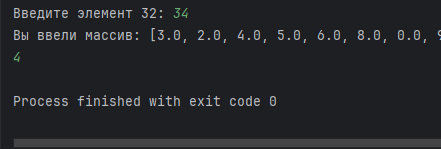 Введите элемент 32: 34
Вы ввели массив: [3.0, 2.0, 4.0, 5.0, 6.0, 8.0, 0.0,
4
Process finished with exit code 0